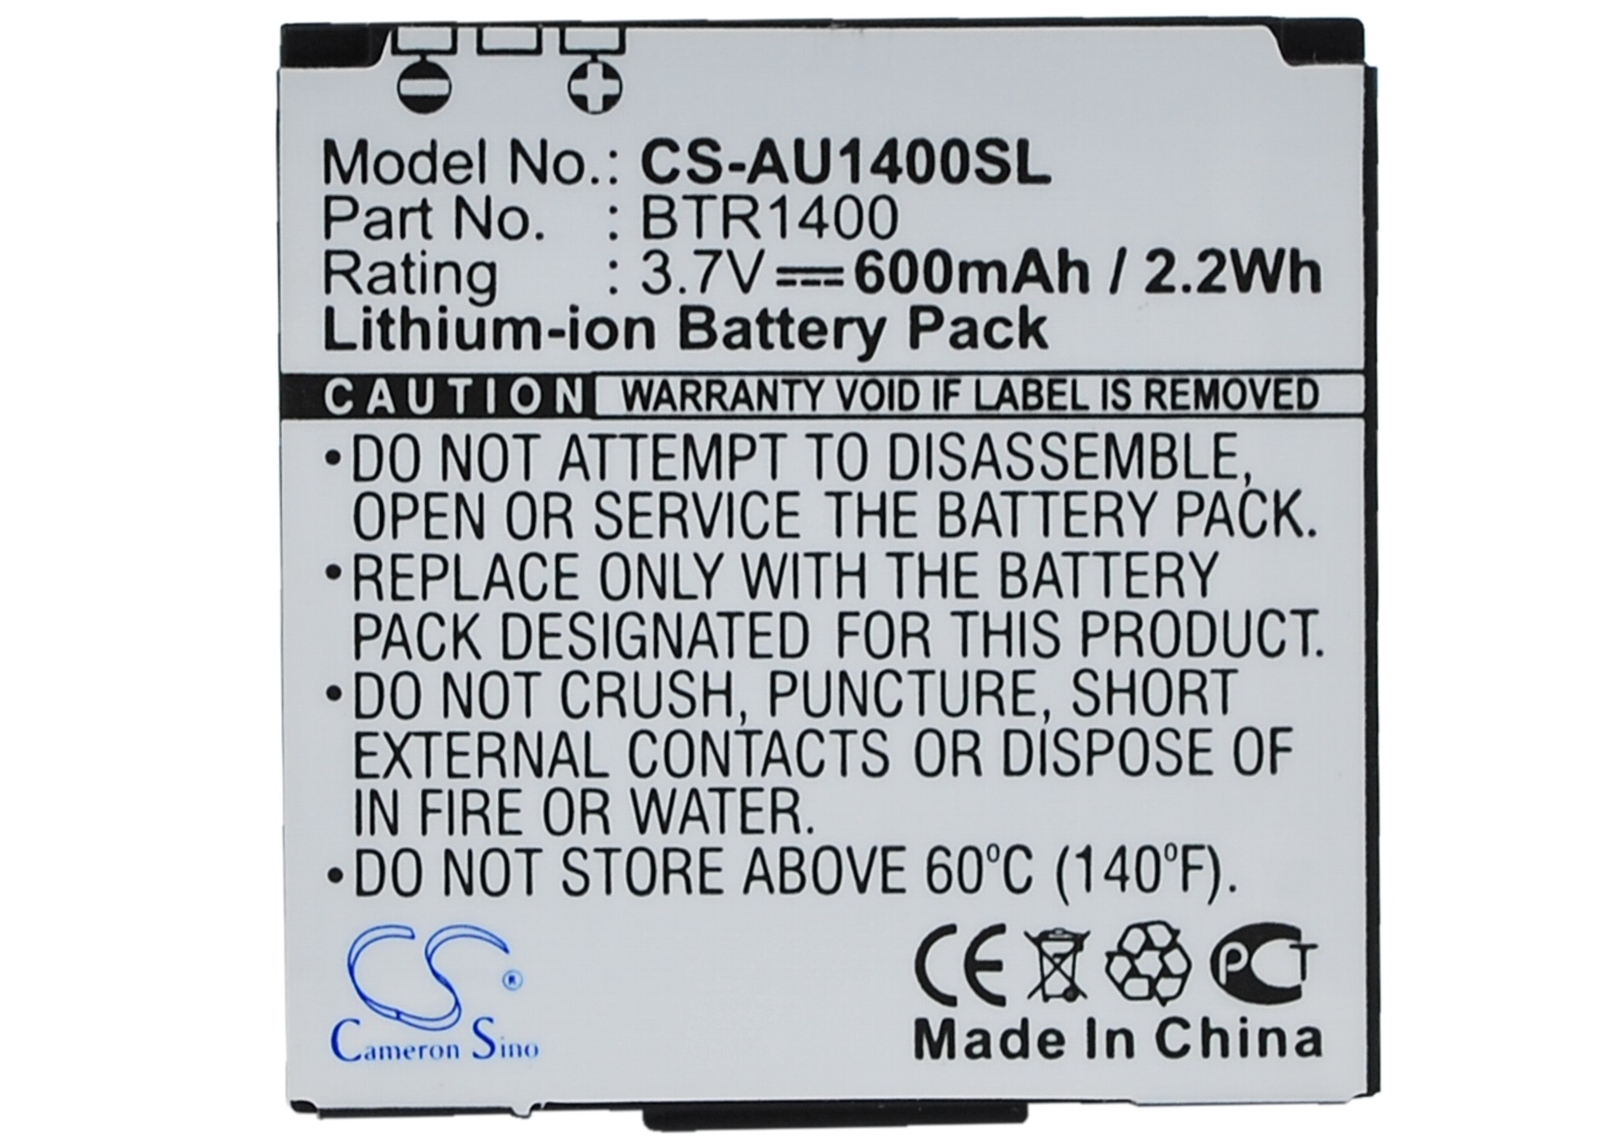 Model No.: CS-AU1400SL
Part No. : BTR1400
Rating : 3.7V⎓600mAh / 2.2Wh
Lithium-ion Battery Pack
CAUTION WARRANTY VOID IF LABEL IS REMOVED
•DO NOT ATTEMPT TO DISASSEMBLE,
OPEN OR SERVICE THE BATTERY PACK.
•REPLACE ONLY WITH THE BATTERY
PACK DESIGNATED FOR THIS PRODUCT.
•DO NOT CRUSH, PUNCTURE, SHORT
EXTERNAL CONTACTS OR DISPOSE OF
IN FIRE OR WATER.
•DO NOT STORE ABOVE 60°C (140°F).
CS®
Cameron Sino
CE PCT
Made In China